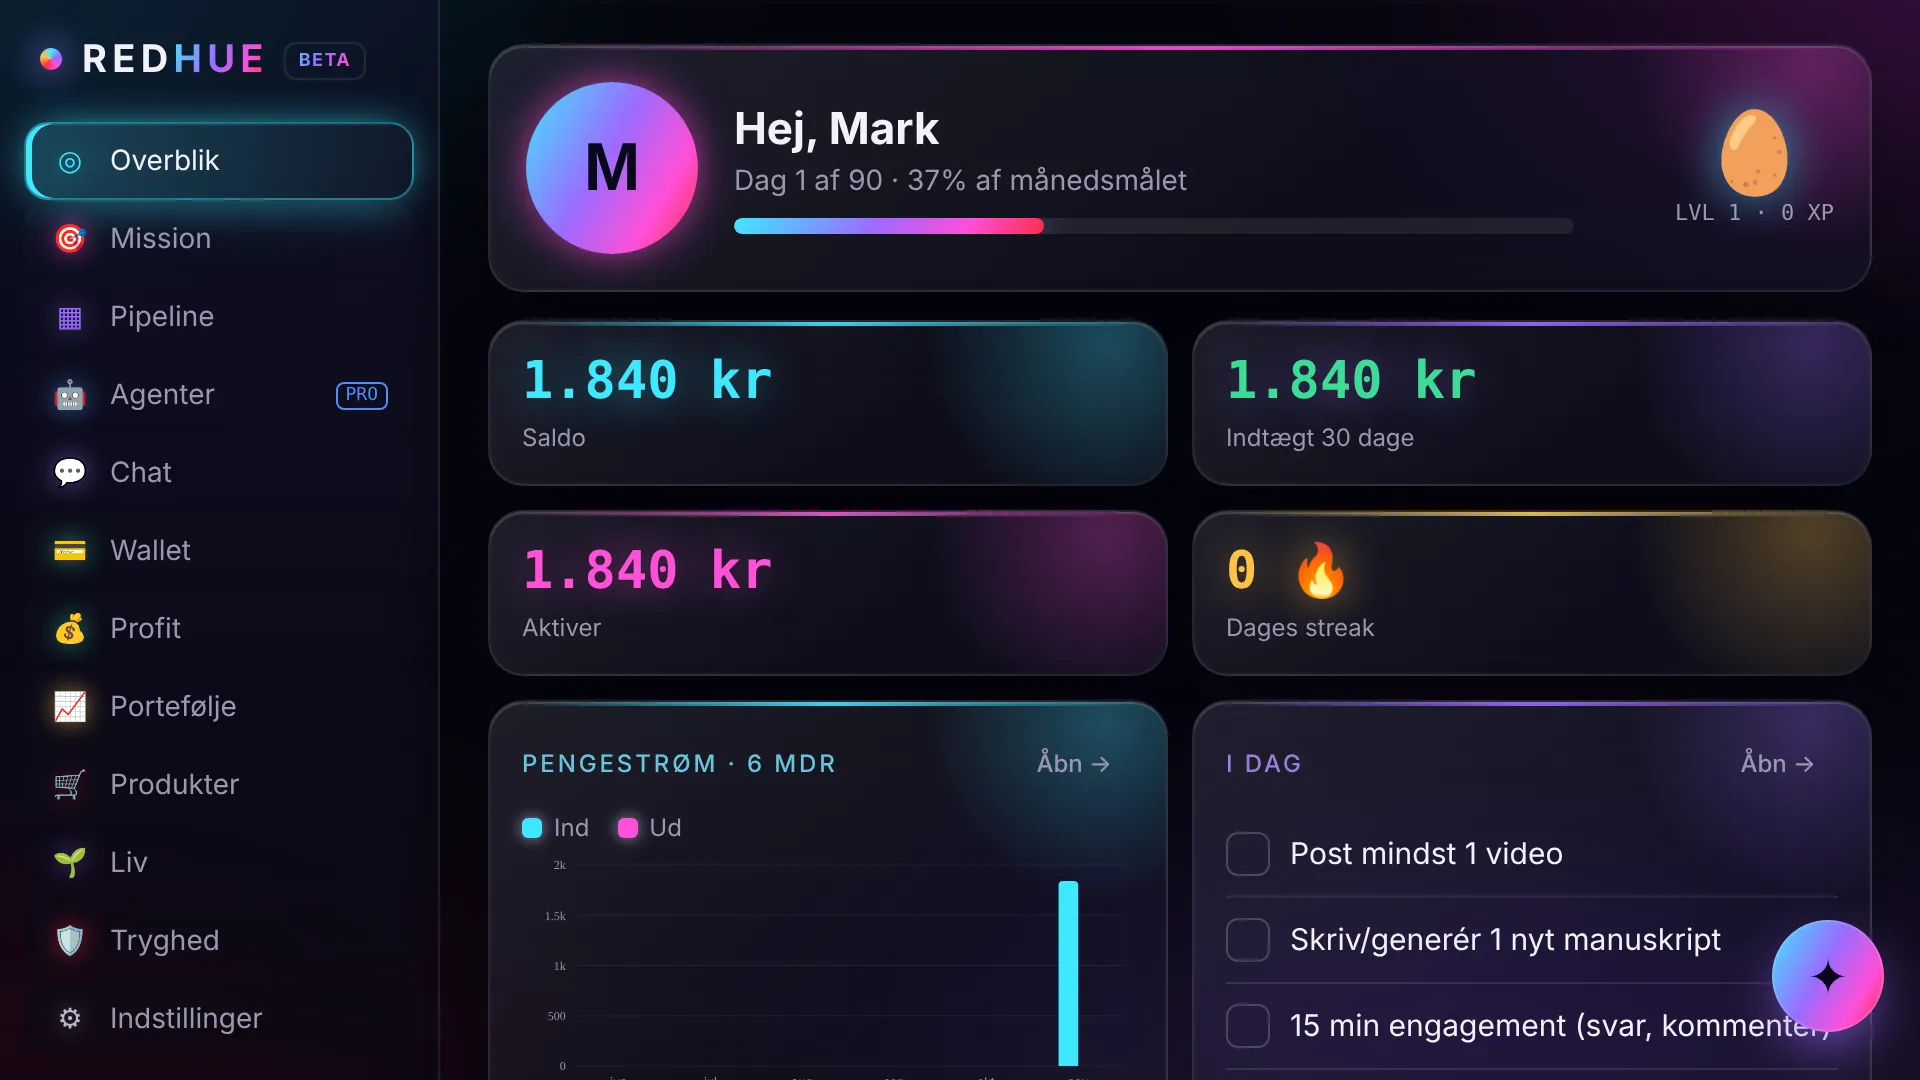 REDHUE BETA
Overblik
Mission
Pipeline
Agenter PRO
Chat
Wallet
Profit
Portefølje
Produkter
Liv
Tryghed
Indstillinger
M
Hej, Mark
Dag 1 af 90 · 37% af månedsmålet
LVL 1 · 0 XP
1.840 kr
Saldo
1.840 kr
Indtægt 30 dage
1.840 kr
Aktiver
0
Dages streak
PENGESTRØM · 6 MDR
Åbn →
Ind Ud
2k
1.5k
1k
500
0
I DAG
Åbn →
Post mindst 1 video
Skriv/generér 1 nyt manuskript
15 min engagement (svar, kommenter)